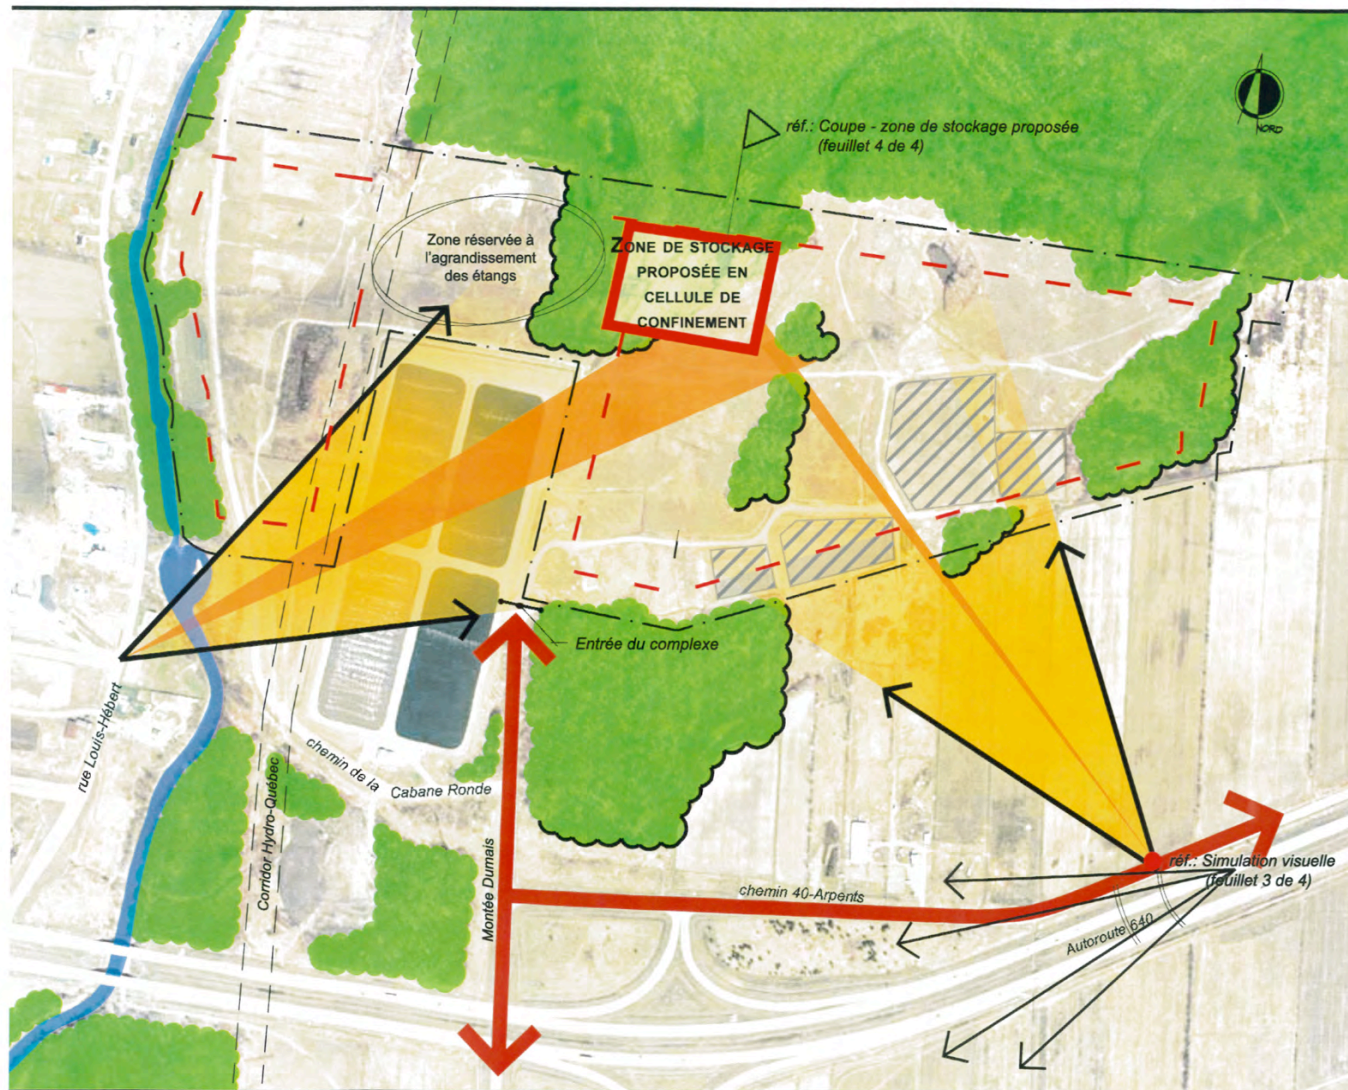 NORD
réf.: Coupe - zone de stockage proposée
(feuillet 4 de 4)
Zone réservée à
l'agrandissement
des étangs
ZONE DE STOCKAGE
PROPOSÉE EN
CELLULE DE
CONFINEMENT
Entrée du complexe
rue Louis-Hébert
chemin de la
Cabane Ronde
Corridor Hydro-Québec
Montée Dumais
chemin 40-Arpents
réf.: Simulation visuelle
(feuillet 3 de 4)
Autoroute 640